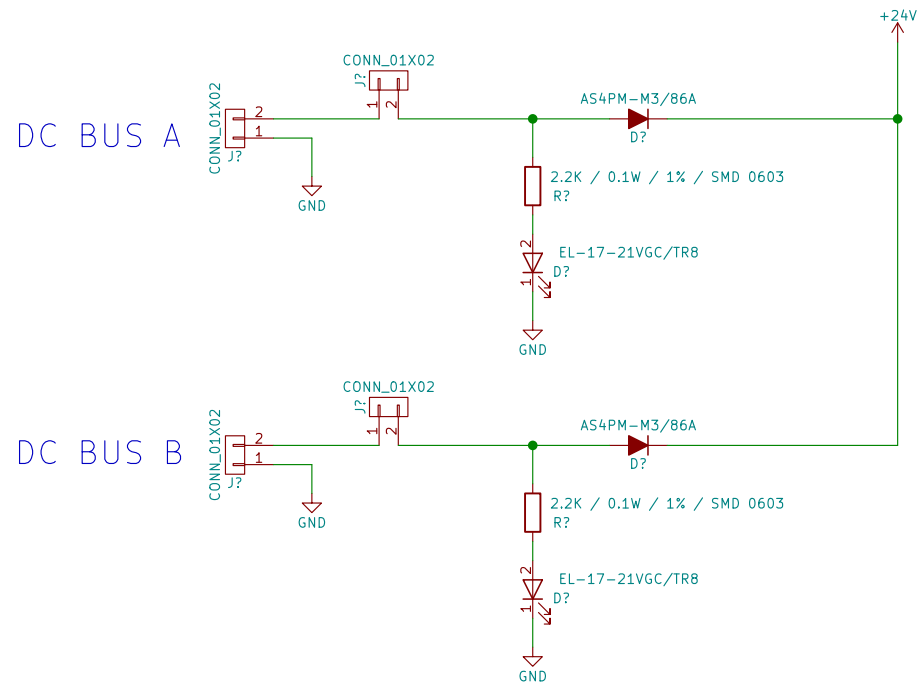 +24V
CONN_01X02
J?
1
2
AS4PM-M3/86A
D?
CONN_01X02
2
1
J?
DC BUS A
GND
2.2K / 0.1W / 1% / SMD 0603
R?
2
EL-17-21VGC/TR8
D?
1
GND
CONN_01X02
J?
1
2
AS4PM-M3/86A
D?
CONN_01X02
2
1
J?
DC BUS B
GND
2.2K / 0.1W / 1% / SMD 0603
R?
2
EL-17-21VGC/TR8
D?
1
GND